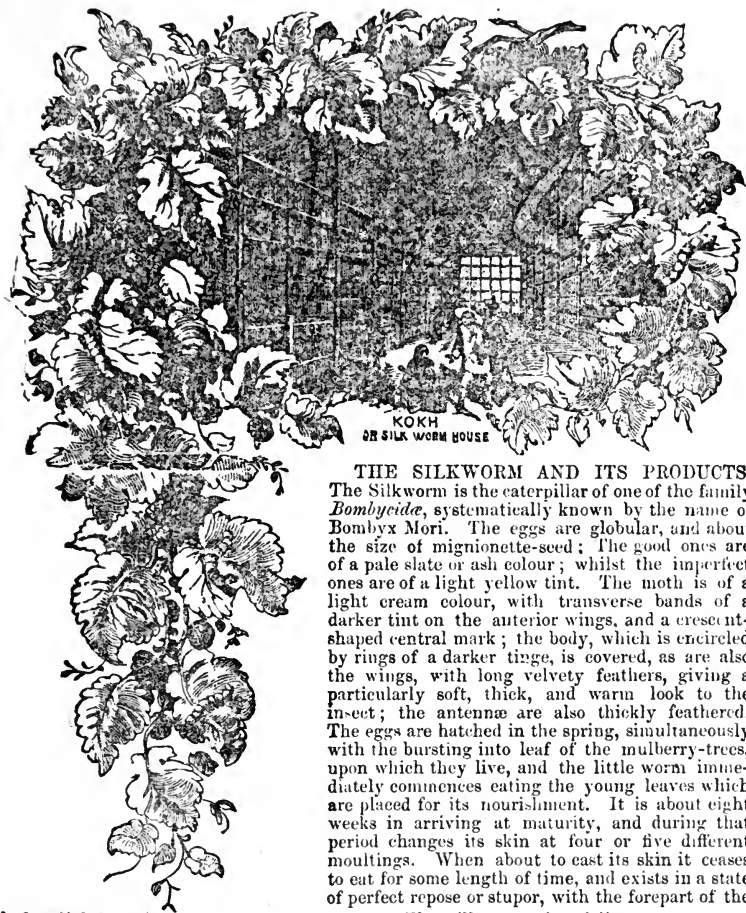 KOKH
OR SILK WORM HOUSE
THE SILKWORM AND ITS PRODUCTS
The Silkworm is the caterpillar of one of the famil
Bombycidæ, systematically known by the name o
Bombyx Mori. The eggs are globular, and abou
the size of mignionette-seed; The good ones are
of a pale slate or ash colour; whilst the imperfect
ones are of a light yellow tint. The moth is of a
light cream colour, with transverse bands of a
darker tint on the anterior wings, and a crescent-
shaped central mark; the body, which is encircled
by rings of a darker tinge, is covered, as are also
the wings, with long velvety feathers, giving a
particularly soft, thick, and warm look to the
insect; the antennæ are also thickly feathered.
The eggs are hatched in the spring, simultaneously
with the bursting into leaf of the mulberry-trees,
upon which they live, and the little worm imme-
diately commences eating the young leaves which
are placed for its nourishment. It is about eight
weeks in arriving at maturity, and during that
period changes its skin at four or five different
moultings. When about to cast its skin it ceases
to eat for some length of time, and exists in a state
of perfect repose or stupor, with the forepart of the